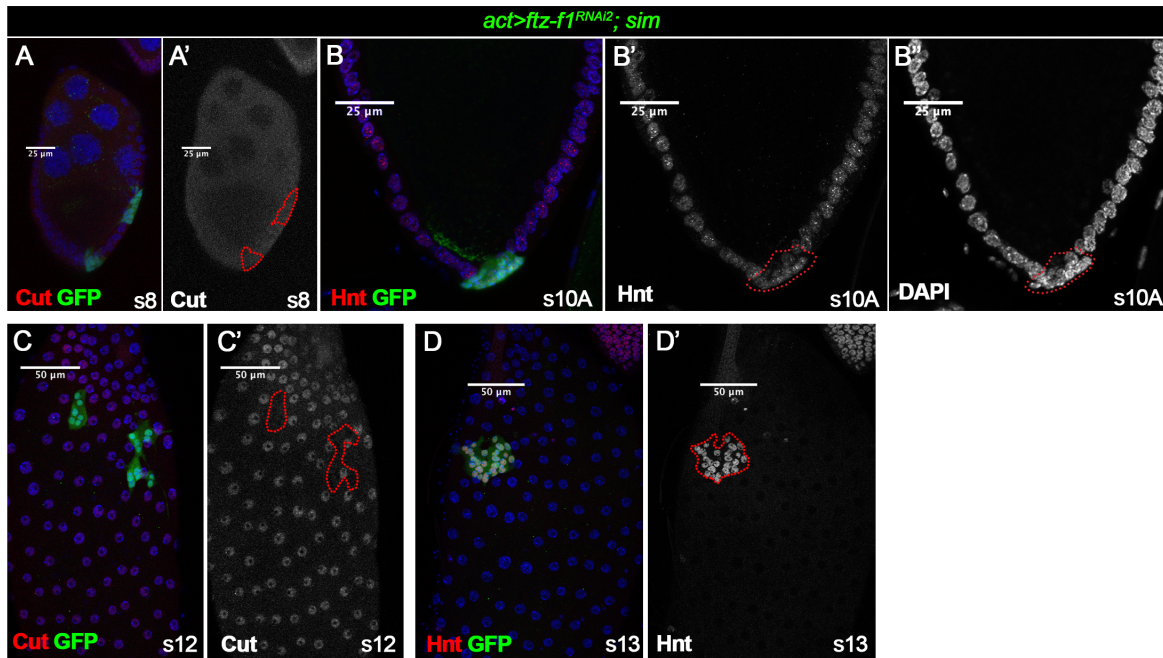 act>ftz-f1RNAi2; sim
A
A'
B
B'
B"
25 µm
25 µm
25 µm
25 µm
25 µm
Cut GFP
s8
Cut
s8
Hnt GFP
s10A
Hnt
s10A
DAPI
s10A
C
C'
D
D'
50 µm
50 µm
50 µm
50 µm
Cut GFP
s12
Cut
s12
Hnt GFP
s13
Hnt
s13